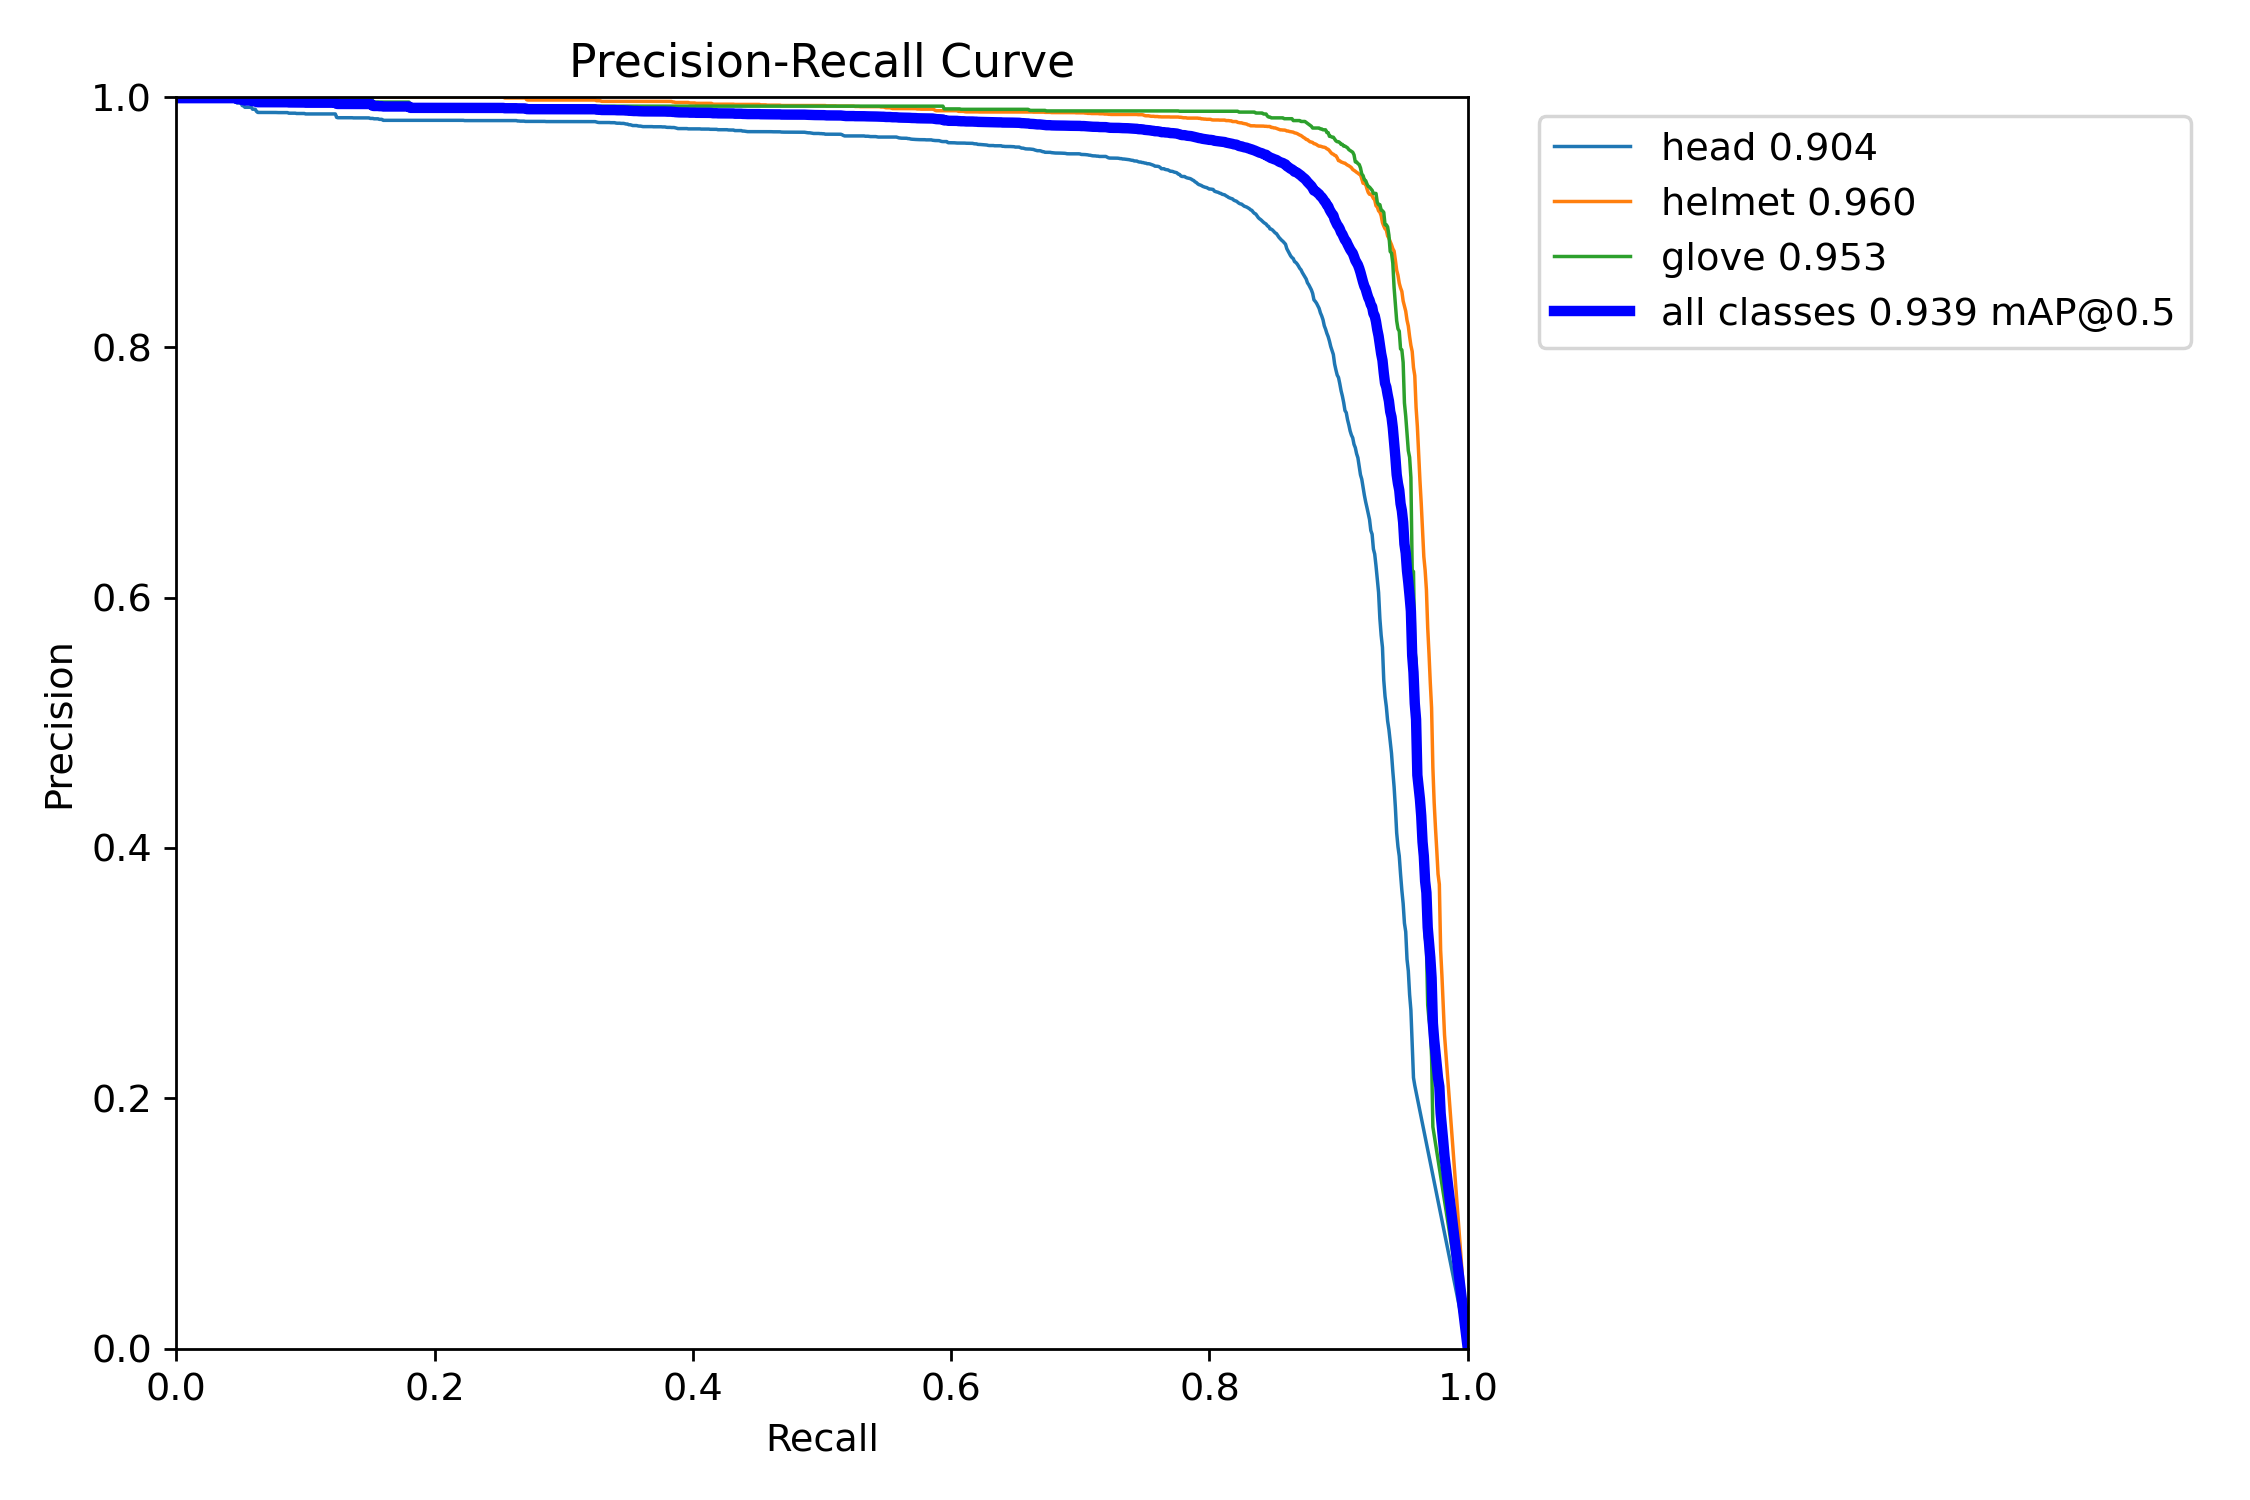 Precision-Recall Curve
1.0
0.8
0.6
0.4
0.2
0.0
Precision
0.0 0.2 0.4 0.6 0.8 1.0
Recall
head 0.904
helmet 0.960
glove 0.953
all classes 0.939 mAP@0.5